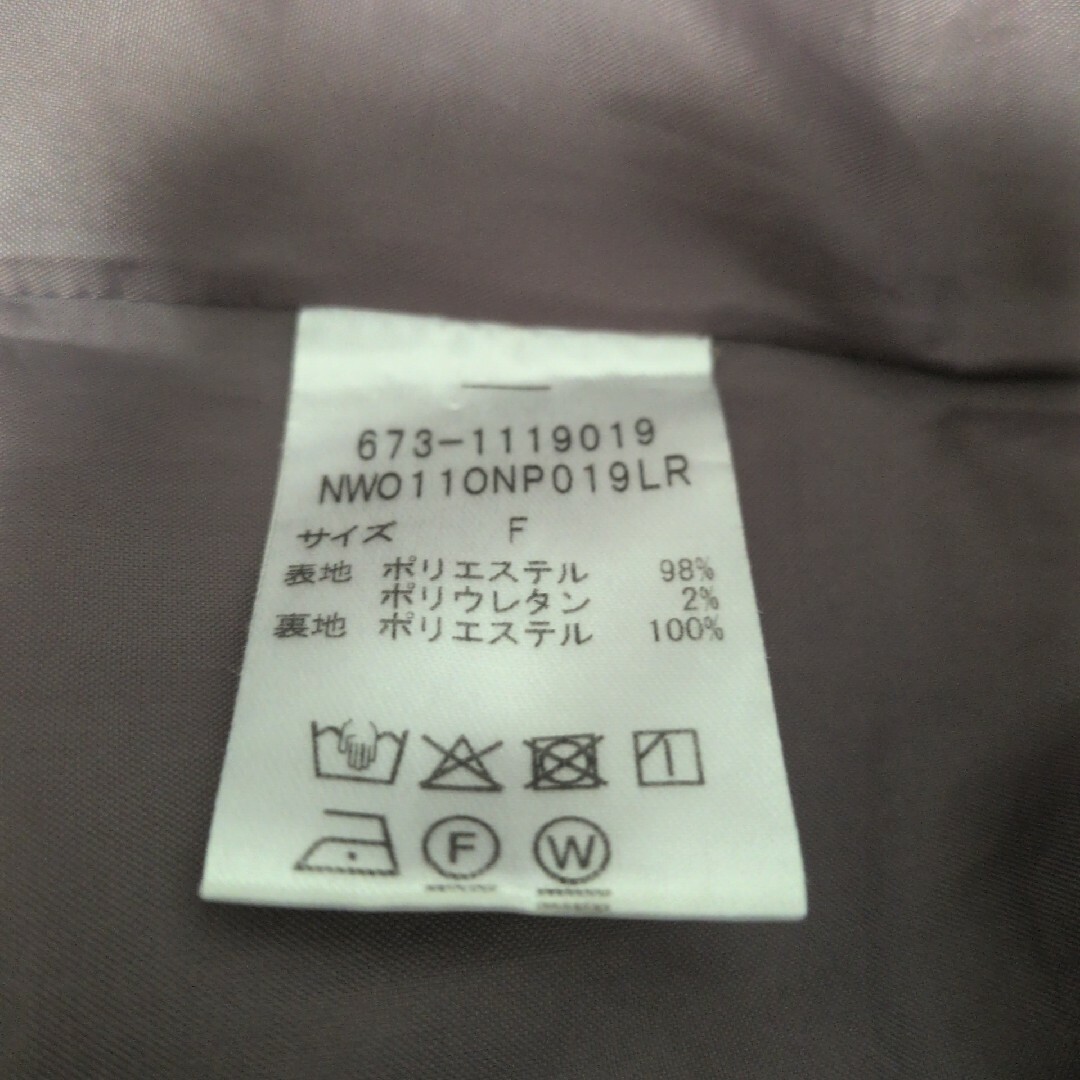 673-1119019
NWO110NP019LR
サイズ F
表地 ポリエステル 98%
ポリウレタン 2%
裏地 ポリエステル 100%
F W